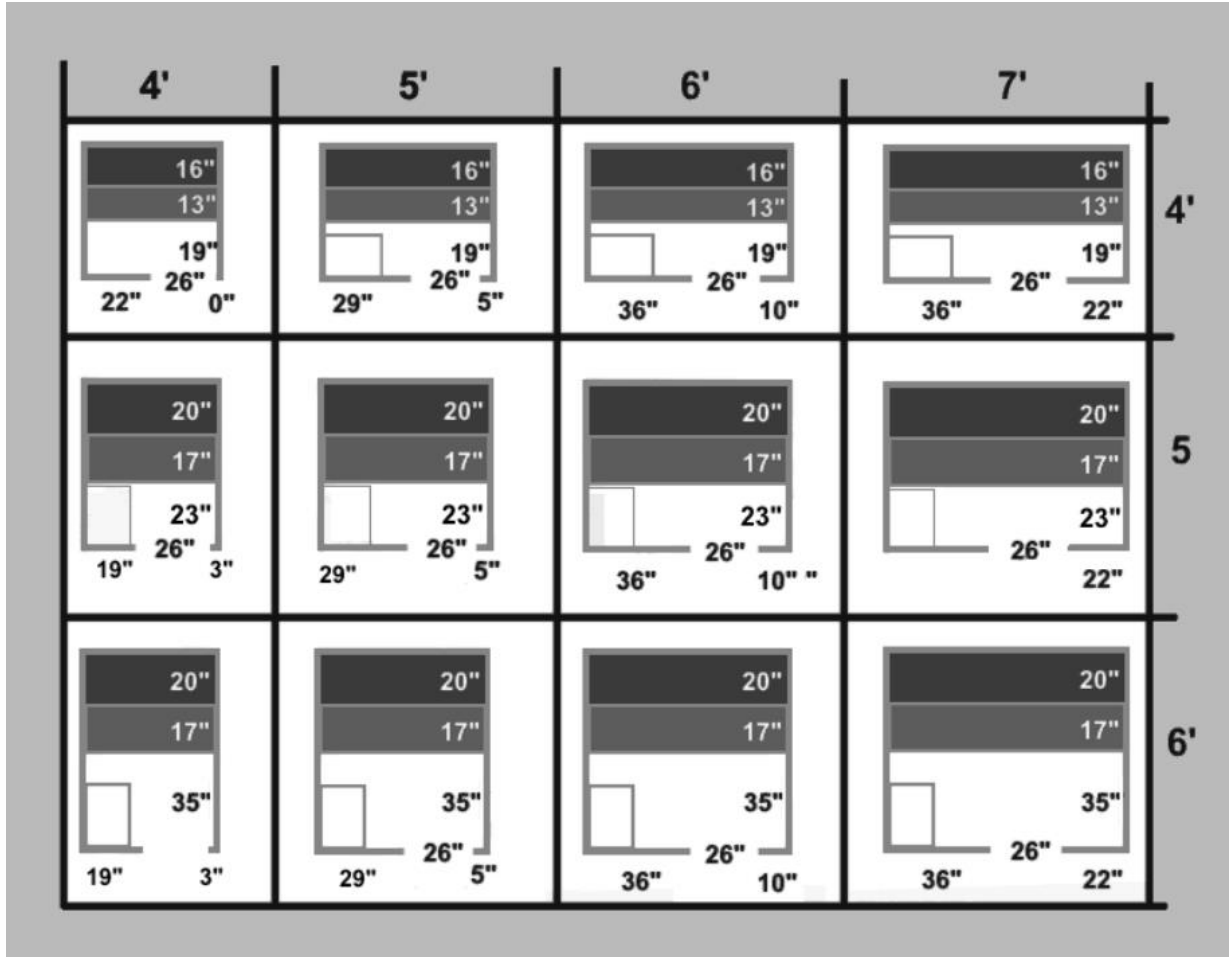 4' 5' 6' 7'
16" 16" 16" 16"
13" 13" 13" 13" 4'
19" 19" 19" 19"
26" 26" 26" 26"
22" 0" 29" 5" 36" 10" 36" 22"
20" 20" 20" 20"
17" 17" 17" 17" 5
23" 23" 23" 23"
26" 26" 26" 26"
19" 3" 29" 5" 36" 10" " 22"
20" 20" 20" 20"
17" 17" 17" 17" 6'
35" 35" 35" 35"
26" 26" 26"
19" 3" 29" 5" 36" 10" 36" 22"